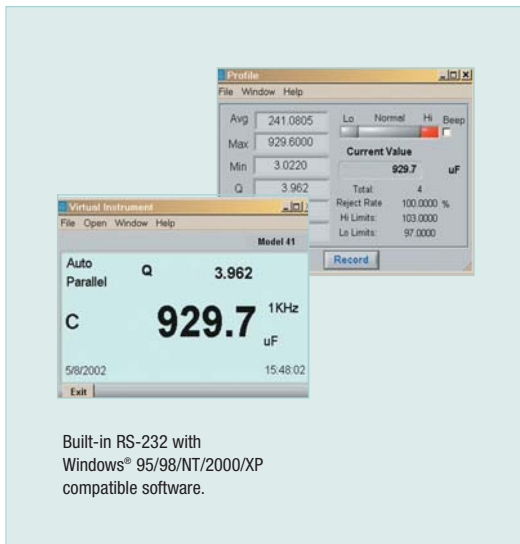 Profile
File Window Help
Avg 241.0805
Max 929.6000
Min 3.0220
Q 3.962
Lo Normal Hi Beep
Current Value
929.7 uF
Total: 4
Reject Rate 100.0000 %
Hi Limits: 103.0000
Lo Limits: 97.0000
Record
Virtual Instrument
File Open Window Help
Model 41
Auto
Parallel
Q 3.962
C 929.7 1KHz
uF
5/8/2002 15:48:02
Exit
Built-in RS-232 with
Windows® 95/98/NT/2000/XP
compatible software.